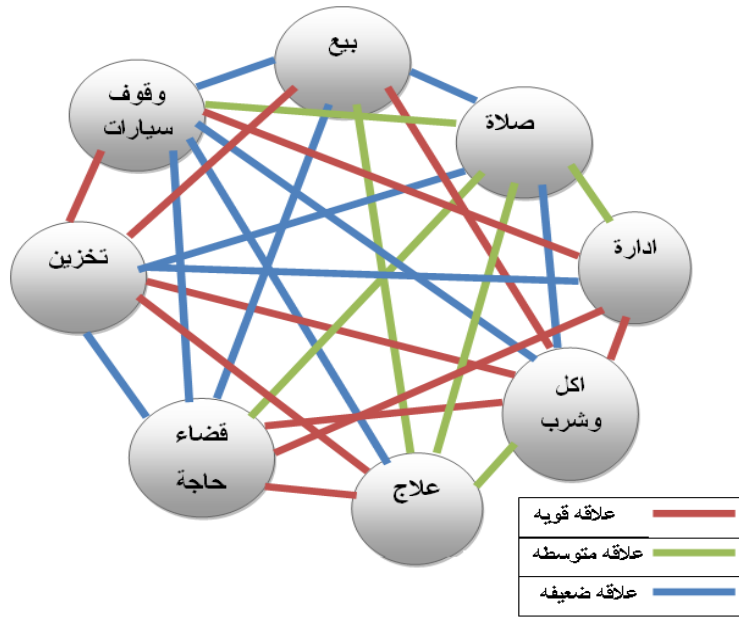 بيع
وقوف
سيارات
صلاة
ادارة
تخزين
اكل
وشرب
قضاء
حاجة
علاج
علاقه قويه
علاقه متوسطه
علاقه ضعيفه